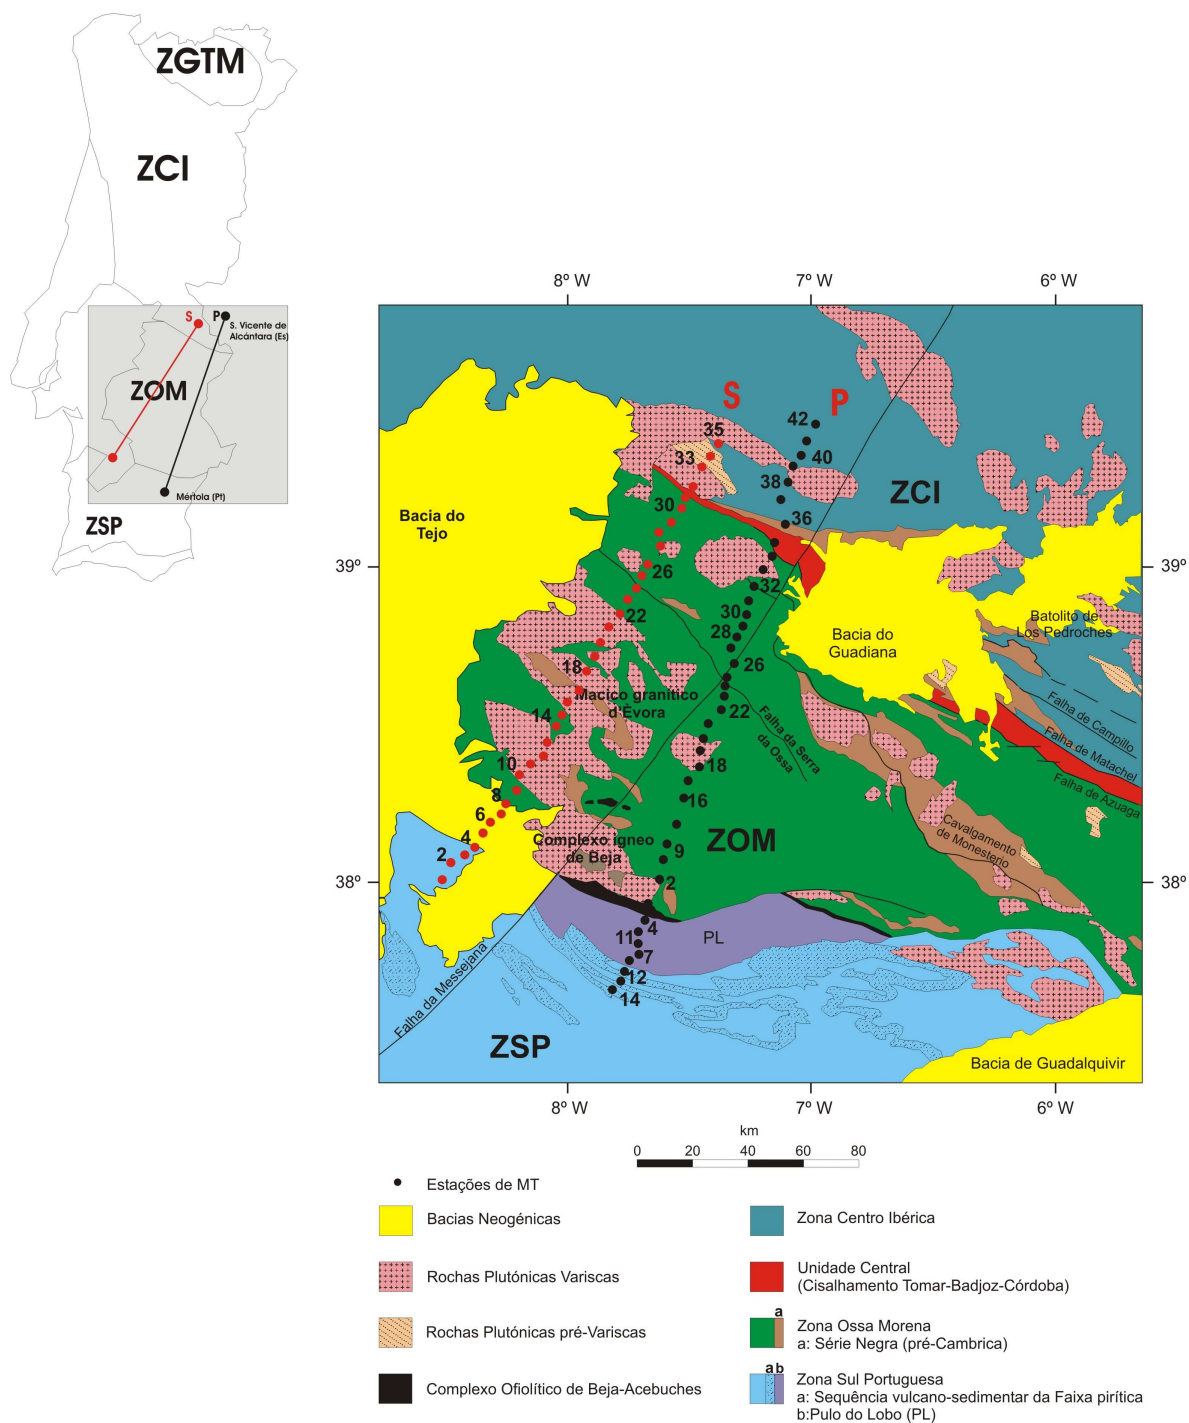 ZGTM
ZCI
S
P
S. Vicente de
Alcántara (Es)
ZOM
Mértola (Pt)
ZSP
8º W
7º W
6º W
S
P
42
35
40
33
38
ZCI
30
36
Bacia do
Tejo
39º
39º
26
32
22
30
28
Bacia do
Guadiana
Batolito de
Los Pedroches
26
18
Macico granitico
d'Èvora
22
14
Falha da Serra
da Ossa
Falha de Campillo
Falha de Matachel
Falha de Azuaga
10
18
8
16
6
4
2
Complexo igneo
de Beja
9
ZOM
Cavalgamento
de Monesterio
38º
38º
2
4
11
PL
7
12
14
Falha da Messejana
ZSP
Bacia de Guadalquivir
8º W
7º W
6º W
km
0 20 40 60 80
Estações de MT
Bacias Neogénicas
Zona Centro Ibérica
Rochas Plutónicas Variscas
Unidade Central
(Cisalhamento Tomar-Badjoz-Córdoba)
Rochas Plutónicas pré-Variscas
a
Zona Ossa Morena
a: Série Negra (pré-Cambrica)
Complexo Ofiolítico de Beja-Acebuches
a b
Zona Sul Portuguesa
a: Sequência vulcano-sedimentar da Faixa pirítica
b:Pulo do Lobo (PL)